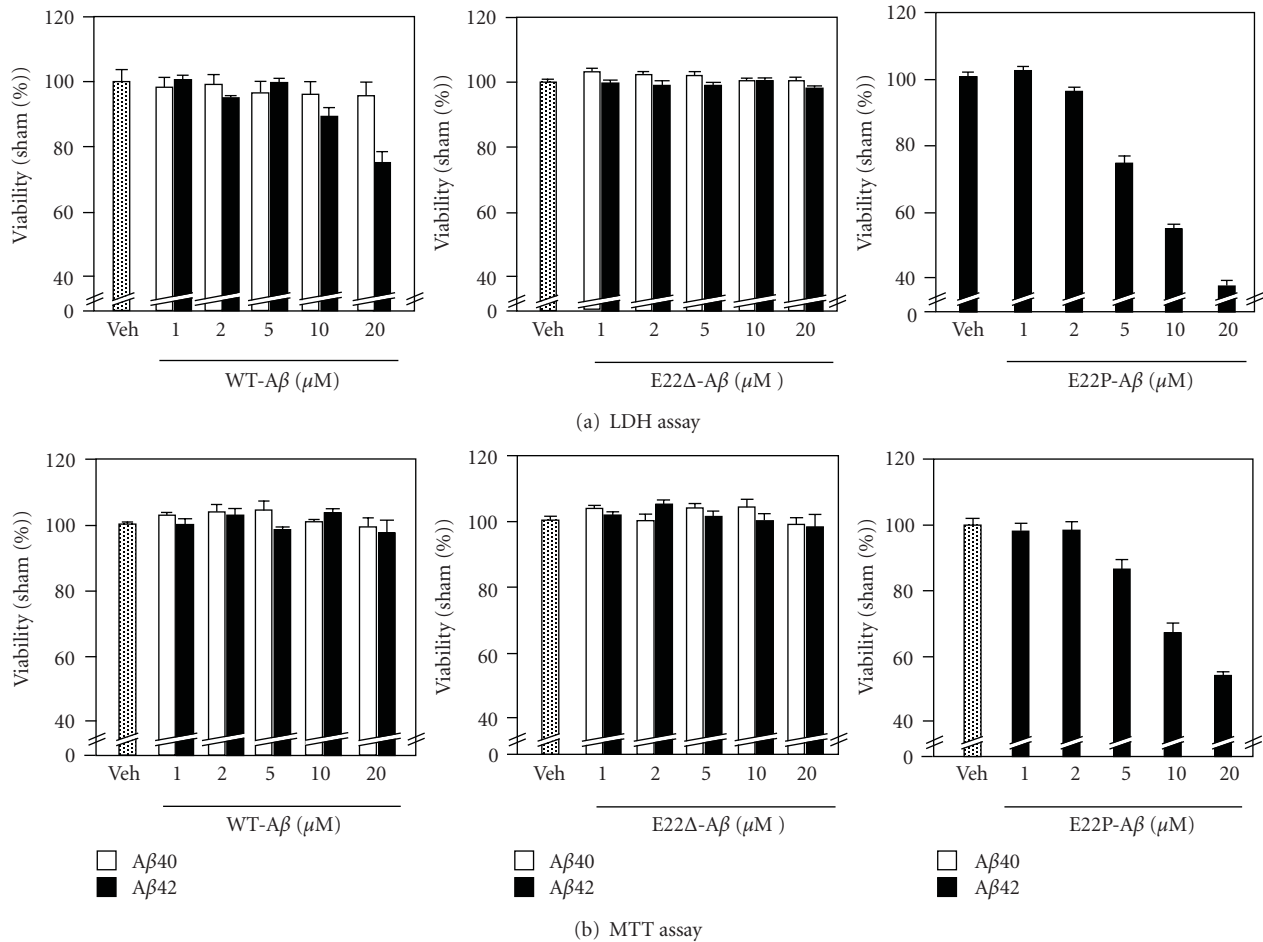 120
100
80
60
40
0
Viability (sham (%))
Veh 1 2 5 10 20
WT-Aβ (μM)
120
100
80
60
40
0
Viability (sham (%))
Veh 1 2 5 10 20
E22Δ-Aβ (μM )
120
100
80
60
40
0
Viability (sham (%))
Veh 1 2 5 10 20
E22P-Aβ (μM)
(a) LDH assay
120
100
80
60
40
0
Viability (sham (%))
Veh 1 2 5 10 20
WT-Aβ (μM)
Aβ40
Aβ42
120
100
80
60
40
0
Viability (sham (%))
Veh 1 2 5 10 20
E22Δ-Aβ (μM )
Aβ40
Aβ42
120
100
80
60
40
0
Viability (sham (%))
Veh 1 2 5 10 20
E22P-Aβ (μM)
Aβ40
Aβ42
(b) MTT assay